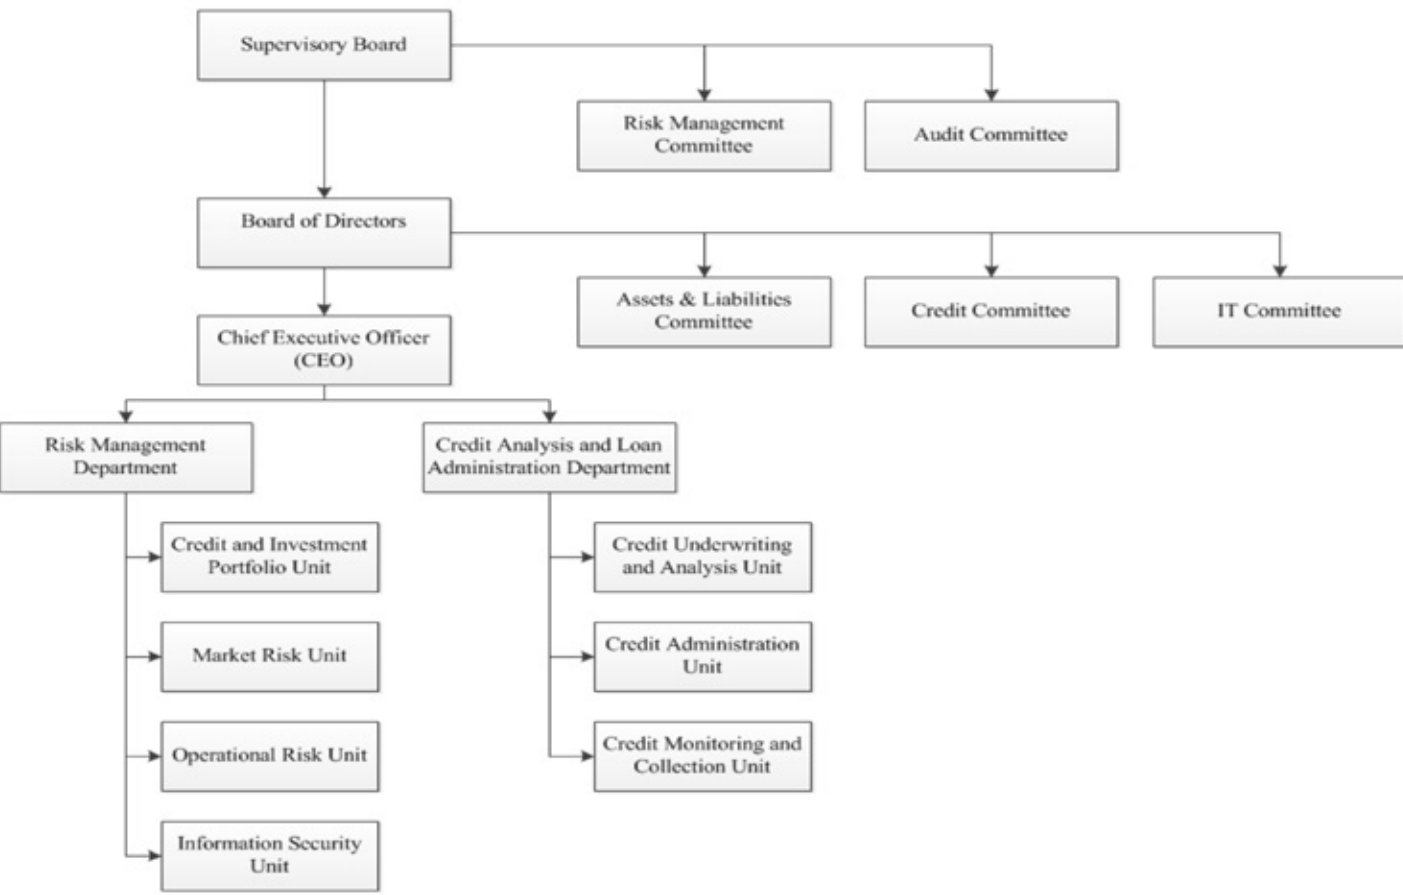 Supervisory Board
Risk Management
Committee
Audit Committee
Board of Directors
Assets & Liabilities
Committee
Credit Committee
IT Committee
Chief Executive Officer
(CEO)
Risk Management
Department
Credit Analysis and Loan
Administration Department
Credit and Investment
Portfolio Unit
Market Risk Unit
Operational Risk Unit
Information Security
Unit
Credit Underwriting
and Analysis Unit
Credit Administration
Unit
Credit Monitoring and
Collection Unit